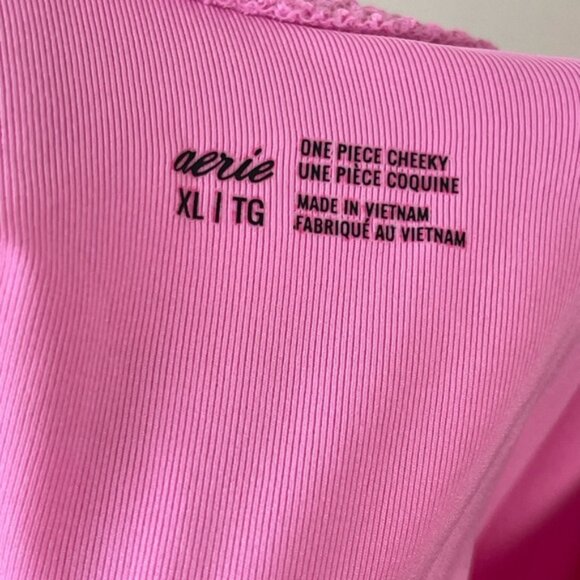 aerie
XL | TG
ONE PIECE CHEEKY
UNE PIÈCE COQUINE
MADE IN VIETNAM
FABRIQUÉ AU VIETNAM